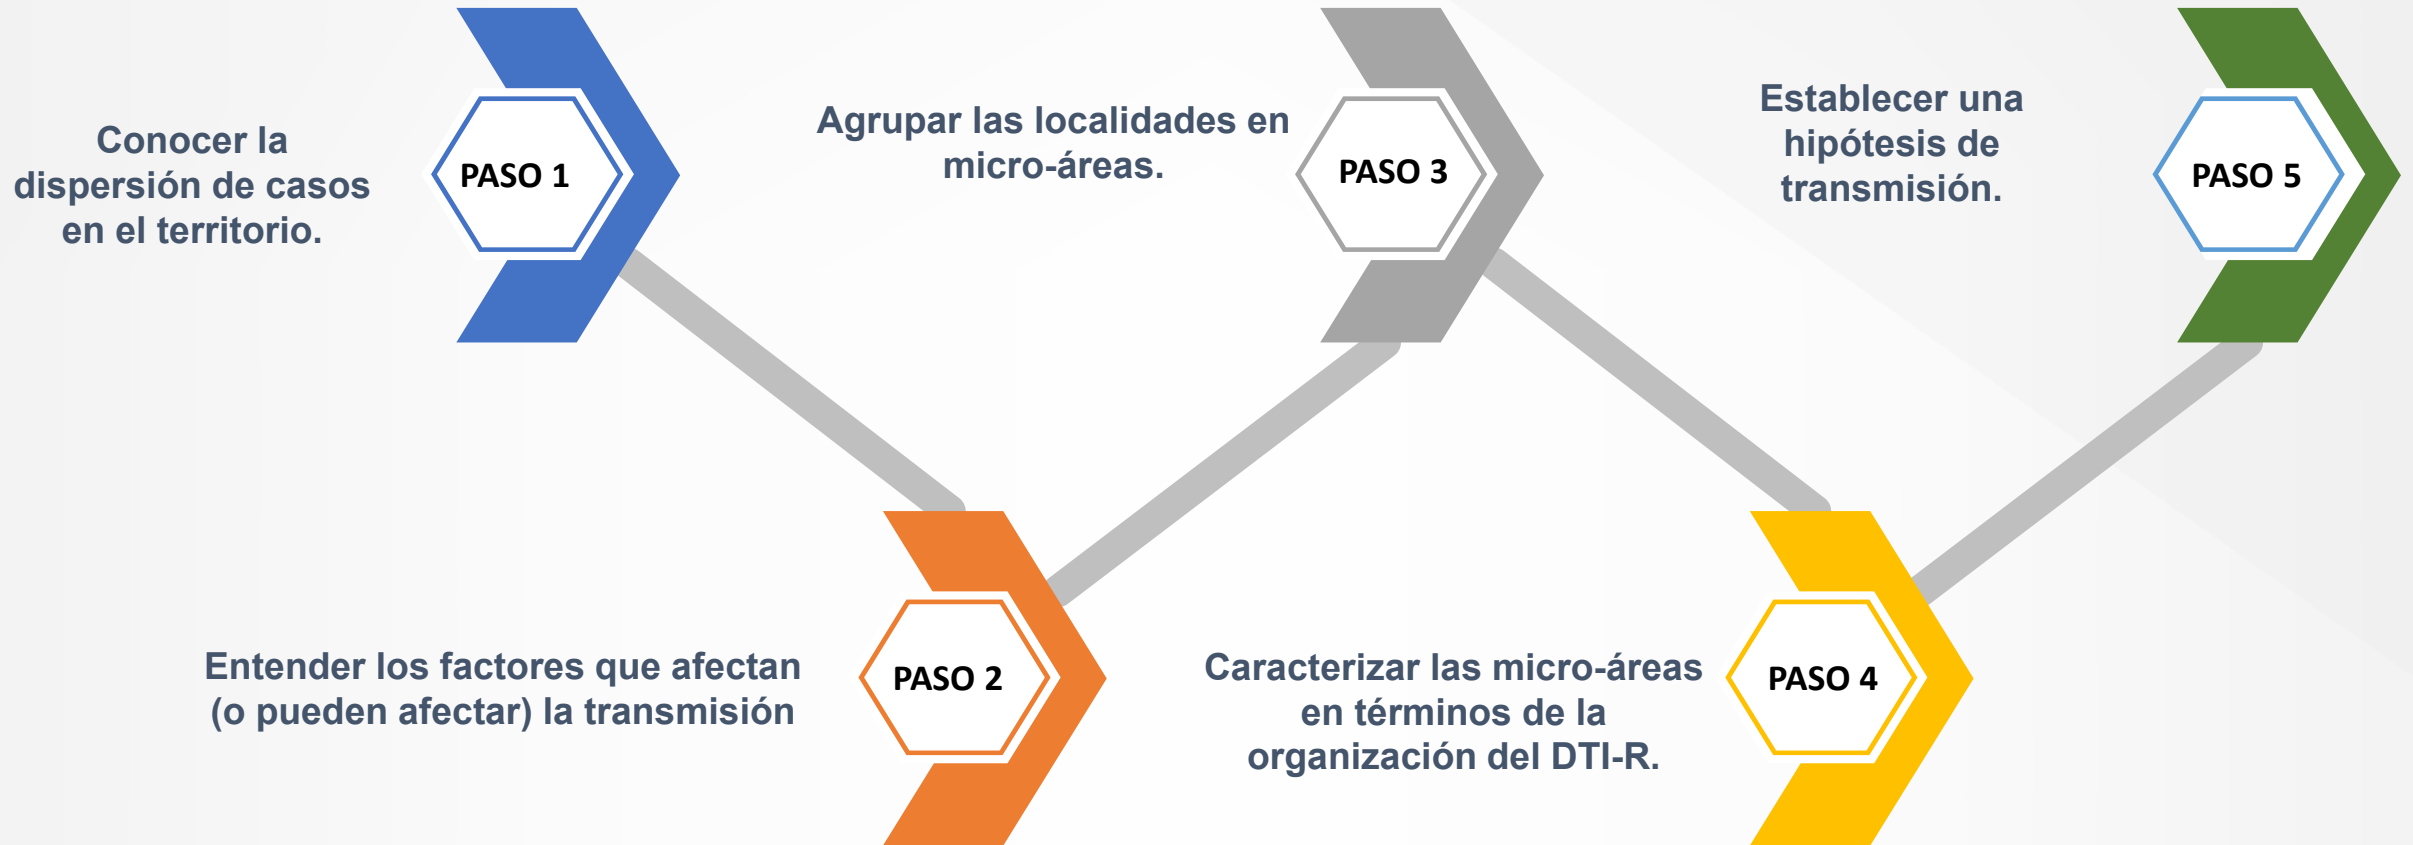 Conocer la
dispersión de casos
en el territorio.
PASO 1
Entender los factores que afectan
(o pueden afectar) la transmisión
PASO 2
Agrupar las localidades en
micro-áreas.
PASO 3
Caracterizar las micro-áreas
en términos de la
organización del DTI-R.
PASO 4
Establecer una
hipótesis de
transmisión.
PASO 5